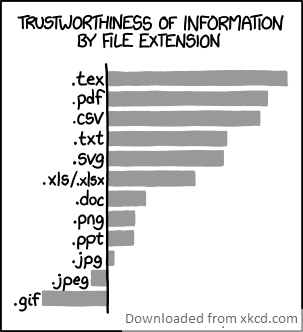 TRUSTWORTHINESS OF INFORMATION
BY FILE EXTENSION
.tex
.pdf
.csv
.txt
.svg
.xls/.xlsx
.doc
.png
.ppt
.jpg
.jpeg
.gif
Downloaded from xkcd.com